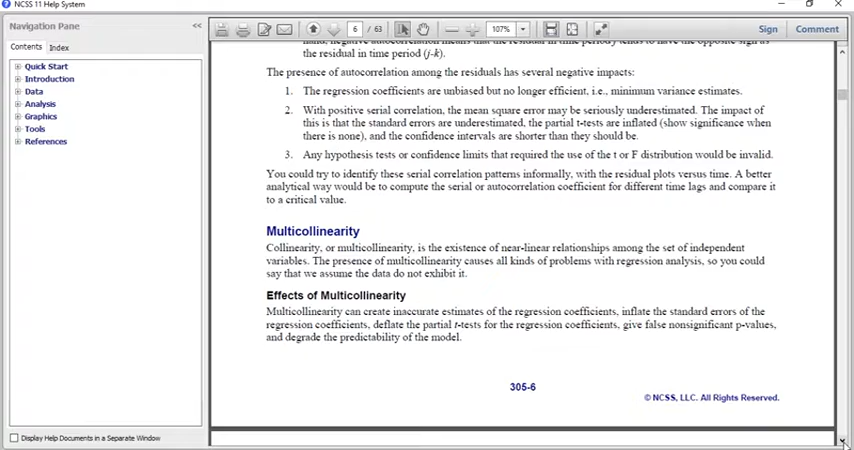 NCSS 11 Help System
Navigation Pane
Contents Index
Quick Start
Introduction
Data
Analysis
Graphics
Tools
References
Display Help Documents in a Separate Window
6 / 63 107% Sign Comment
the residual in time period (j-k).
The presence of autocorrelation among the residuals has several negative impacts:
1. The regression coefficients are unbiased but no longer efficient, i.e., minimum variance estimates.
2. With positive serial correlation, the mean square error may be seriously underestimated. The impact of
this is that the standard errors are underestimated, the partial t-tests are inflated (show significance when
there is none), and the confidence intervals are shorter than they should be.
3. Any hypothesis tests or confidence limits that required the use of the t or F distribution would be invalid.
You could try to identify these serial correlation patterns informally, with the residual plots versus time. A better
analytical way would be to compute the serial or autocorrelation coefficient for different time lags and compare it
to a critical value.
Multicollinearity
Collinearity, or multicollinearity, is the existence of near-linear relationships among the set of independent
variables. The presence of multicollinearity causes all kinds of problems with regression analysis, so you could
say that we assume the data do not exhibit it.
Effects of Multicollinearity
Multicollinearity can create inaccurate estimates of the regression coefficients, inflate the standard errors of the
regression coefficients, deflate the partial t-tests for the regression coefficients, give false nonsignificant p-values,
and degrade the predictability of the model.
305-6
© NCSS, LLC. All Rights Reserved.